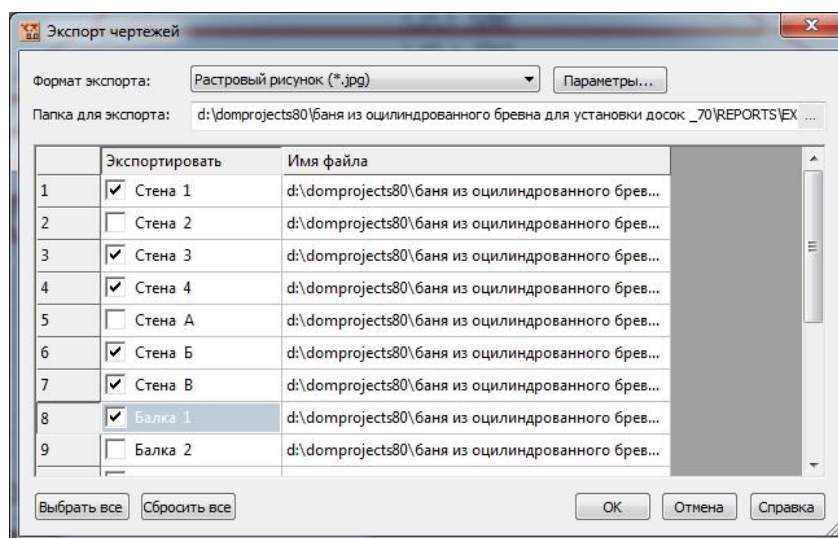 Экспорт чертежей
Формат экспорта: Растровый рисунок (*.jpg) Параметры...
Папка для экспорта: d:\domprojects80\баня из оцилиндрованного бревна для установки досок _70\REPORTS\EX ...
Экспортировать Имя файла
1 Стена 1 d:\domprojects80\баня из оцилиндрованного брев...
2 Стена 2 d:\domprojects80\баня из оцилиндрованного брев...
3 Стена 3 d:\domprojects80\баня из оцилиндрованного брев...
4 Стена 4 d:\domprojects80\баня из оцилиндрованного брев...
5 Стена А d:\domprojects80\баня из оцилиндрованного брев...
6 Стена Б d:\domprojects80\баня из оцилиндрованного брев...
7 Стена В d:\domprojects80\баня из оцилиндрованного брев...
8 Балка 1 d:\domprojects80\баня из оцилиндрованного брев...
9 Балка 2 d:\domprojects80\баня из оцилиндрованного брев...
Выбрать все Сбросить все OK Отмена Справка